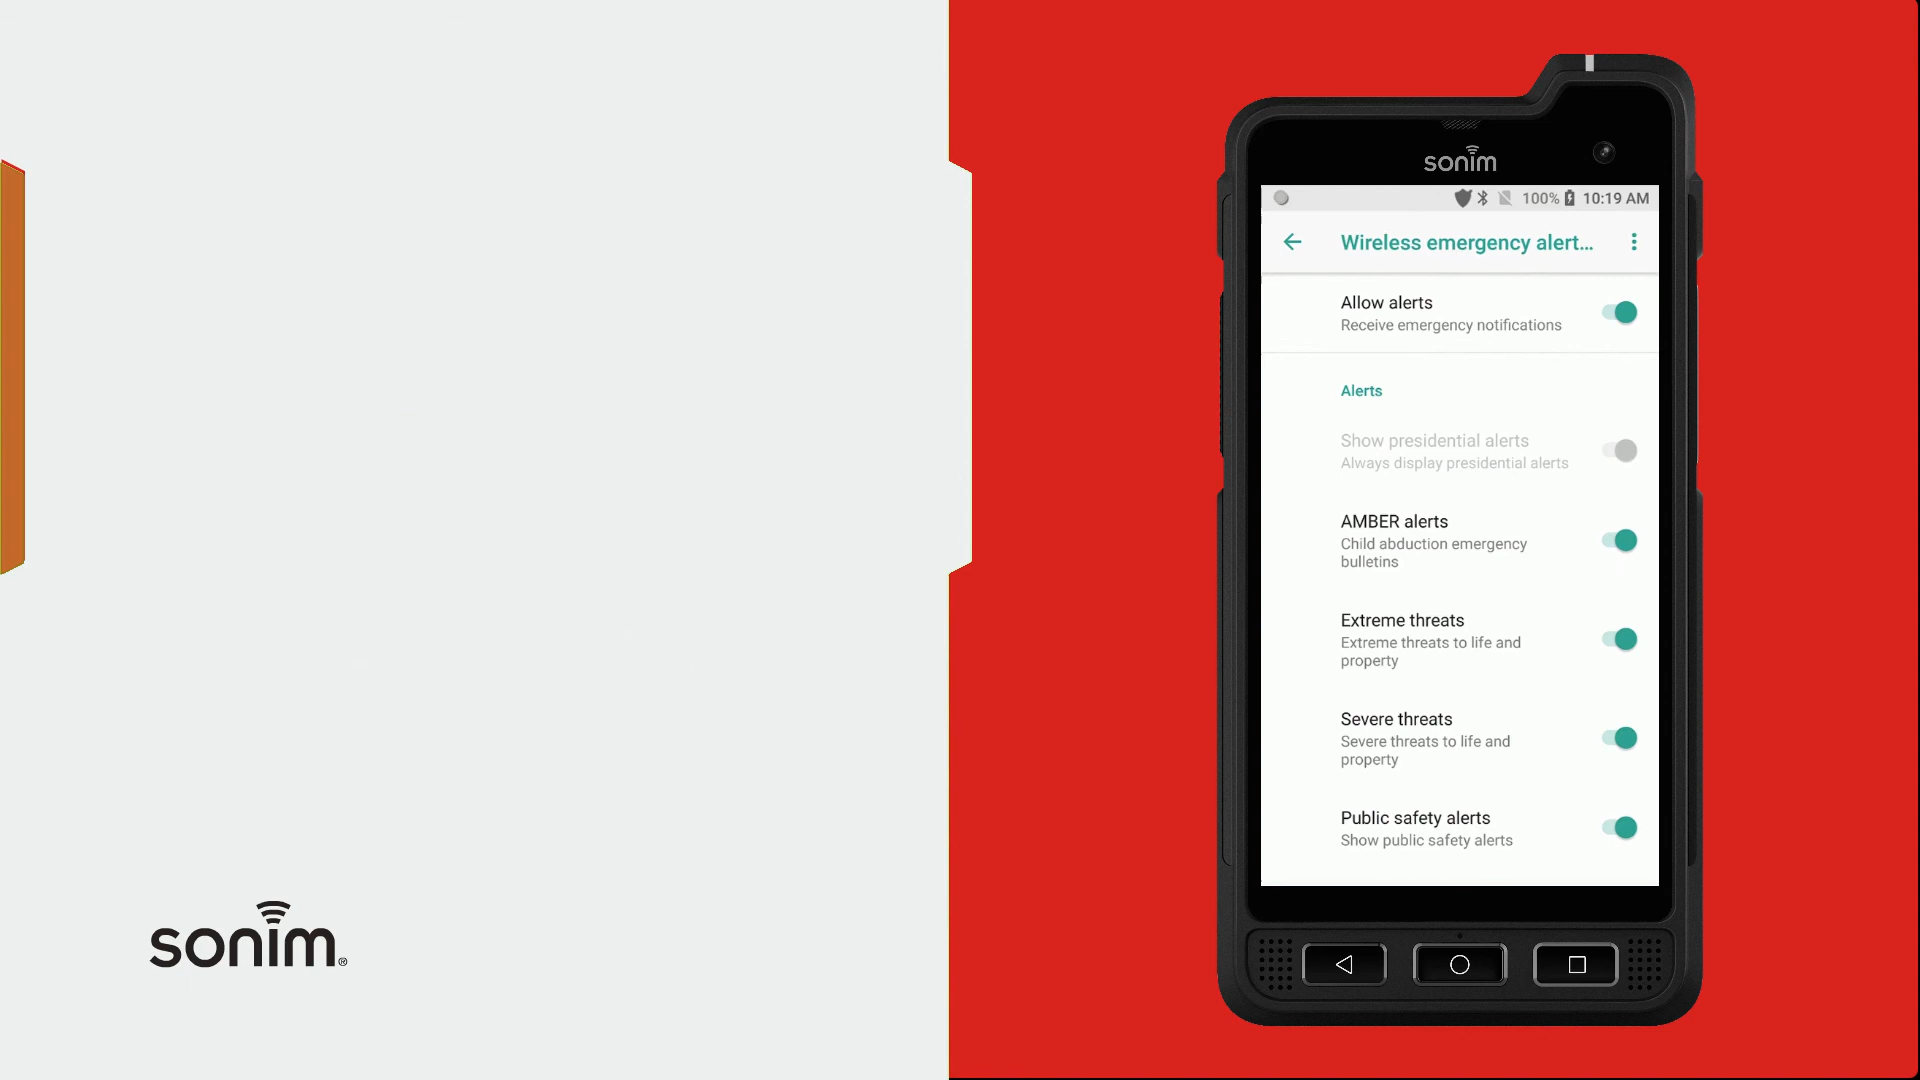 sonim
100% 10:19 AM
Wireless emergency alert...
Allow alerts
Receive emergency notifications
Alerts
Show presidential alerts
Always display presidential alerts
AMBER alerts
Child abduction emergency
bulletins
Extreme threats
Extreme threats to life and
property
Severe threats
Severe threats to life and
property
Public safety alerts
Show public safety alerts
sonim®